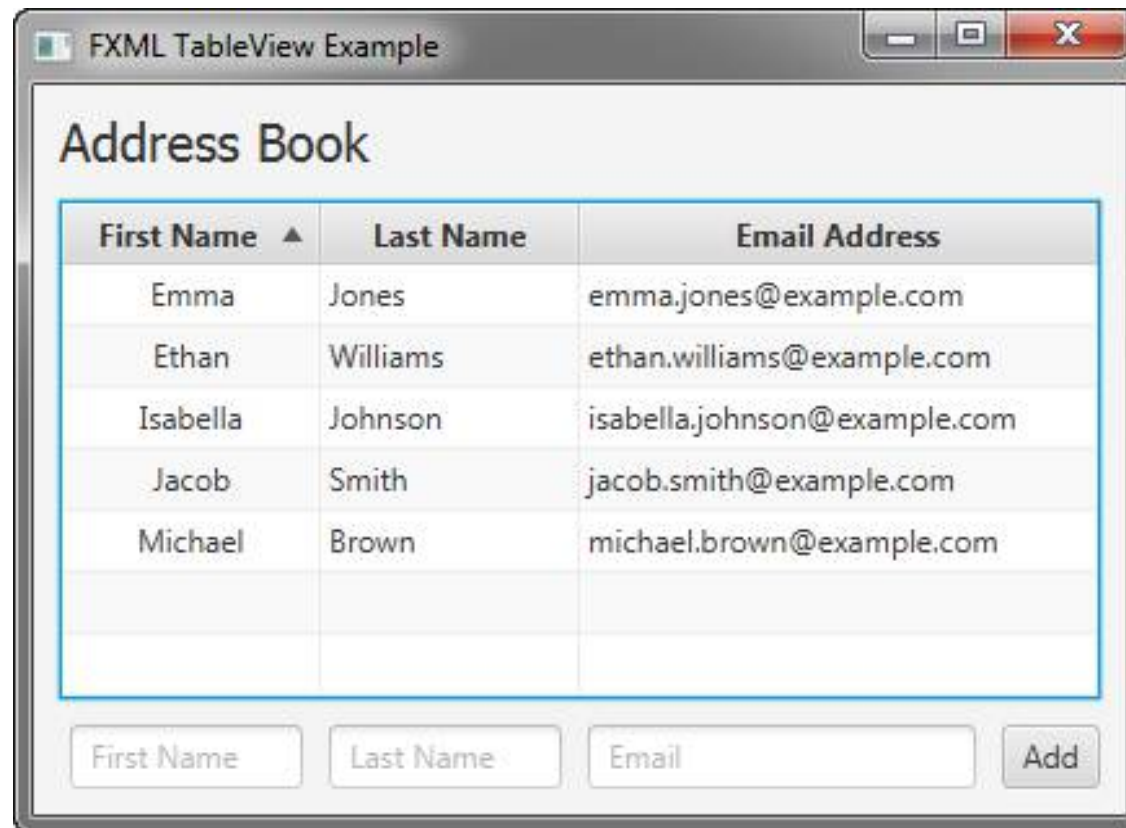 FXML TableView Example
Address Book
First Name Last Name Email Address
Emma Jones emma.jones@example.com
Ethan Williams ethan.williams@example.com
Isabella Johnson isabella.johnson@example.com
Jacob Smith jacob.smith@example.com
Michael Brown michael.brown@example.com
First Name Last Name Email Add